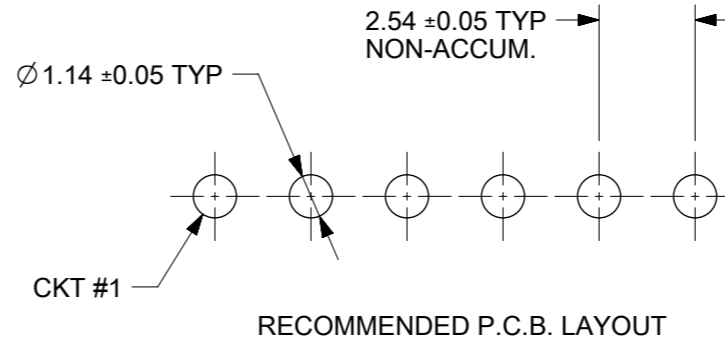 2.54 ±0.05 TYP
NON-ACCUM.
∅1.14 ±0.05 TYP
CKT #1
RECOMMENDED P.C.B. LAYOUT